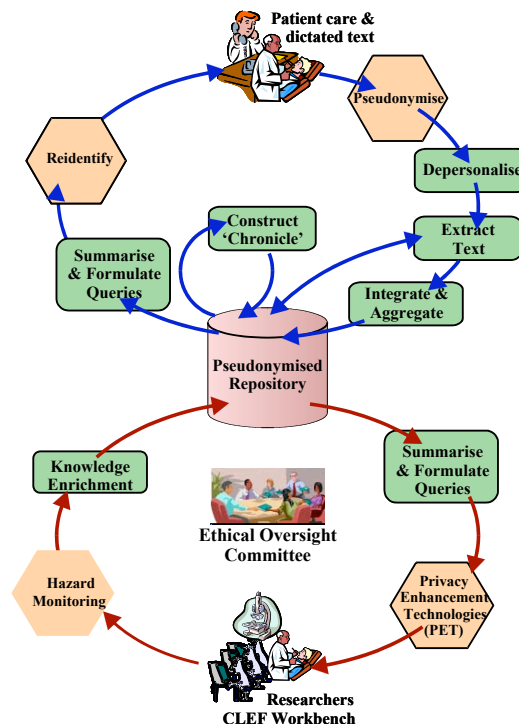 Patient care &
dictated text
Pseudonymise
Reidentify
Depersonalise
Construct
‘Chronicle’
Extract
Text
Summarise
& Formulate
Queries
Integrate &
Aggregate
Pseudonymised
Repository
Knowledge
Enrichment
Summarise
& Formulate
Queries
Ethical Oversight
Committee
Hazard
Monitoring
Privacy
Enhancement
Technologies
(PET)
Researchers
CLEF Workbench